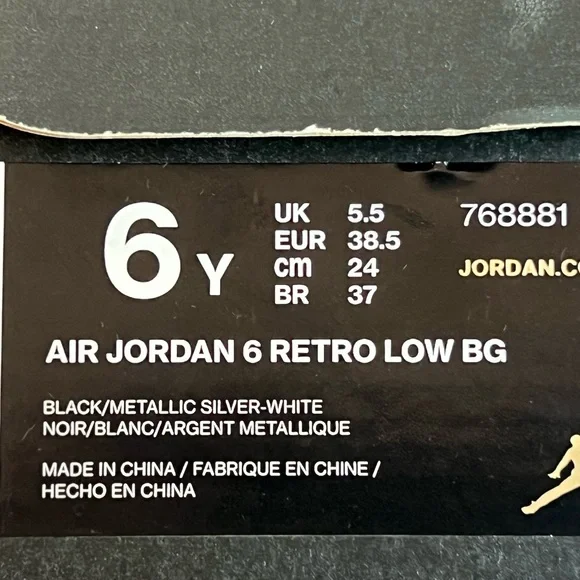 6 Y
UK 5.5
EUR 38.5
cm 24
BR 37
768881
JORDAN.CO
AIR JORDAN 6 RETRO LOW BG
BLACK/METALLIC SILVER-WHITE
NOIR/BLANC/ARGENT METALLIQUE
MADE IN CHINA / FABRIQUE EN CHINE /
HECHO EN CHINA